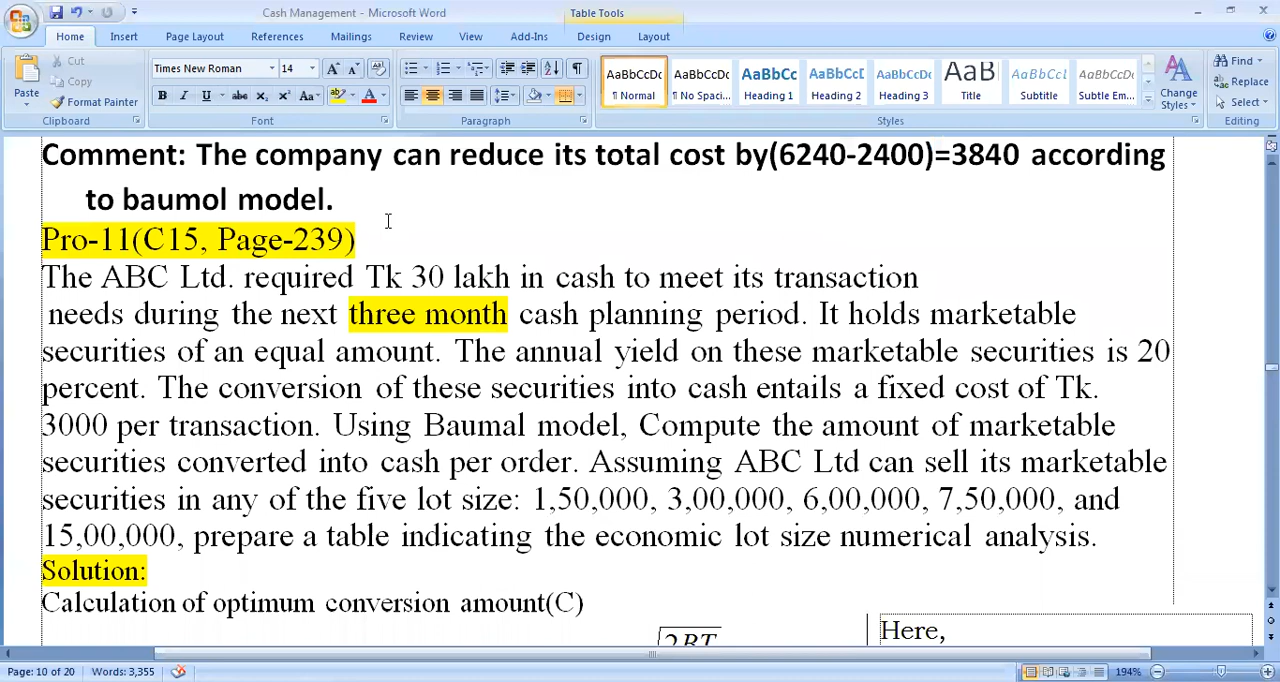 Cash Management - Microsoft Word
Table Tools
Home Insert Page Layout References Mailings Review View Add-Ins Design Layout
Paste
Cut
Copy
Format Painter
Clipboard
Times New Roman 14
Font
Paragraph
AaBbCcDc AaBbCcDc AaBbCc AaBbCcD AaBbCcDc AaB AaBbCcDc AaBbCcDc
¶ Normal ¶ No Spaci... Heading 1 Heading 2 Heading 3 Title Subtitle Subtle Em...
Styles
Change Styles
Find
Replace
Select
Editing
Comment: The company can reduce its total cost by(6240-2400)=3840 according
to baumol model.
Pro-11(C15, Page-239)
The ABC Ltd. required Tk 30 lakh in cash to meet its transaction
needs during the next three month cash planning period. It holds marketable
securities of an equal amount. The annual yield on these marketable securities is 20
percent. The conversion of these securities into cash entails a fixed cost of Tk.
3000 per transaction. Using Baumal model, Compute the amount of marketable
securities converted into cash per order. Assuming ABC Ltd can sell its marketable
securities in any of the five lot size: 1,50,000, 3,00,000, 6,00,000, 7,50,000, and
15,00,000, prepare a table indicating the economic lot size numerical analysis.
Solution:
Calculation of optimum conversion amount(C)
2BT
Here,
Page: 10 of 20 Words: 3,355 194%